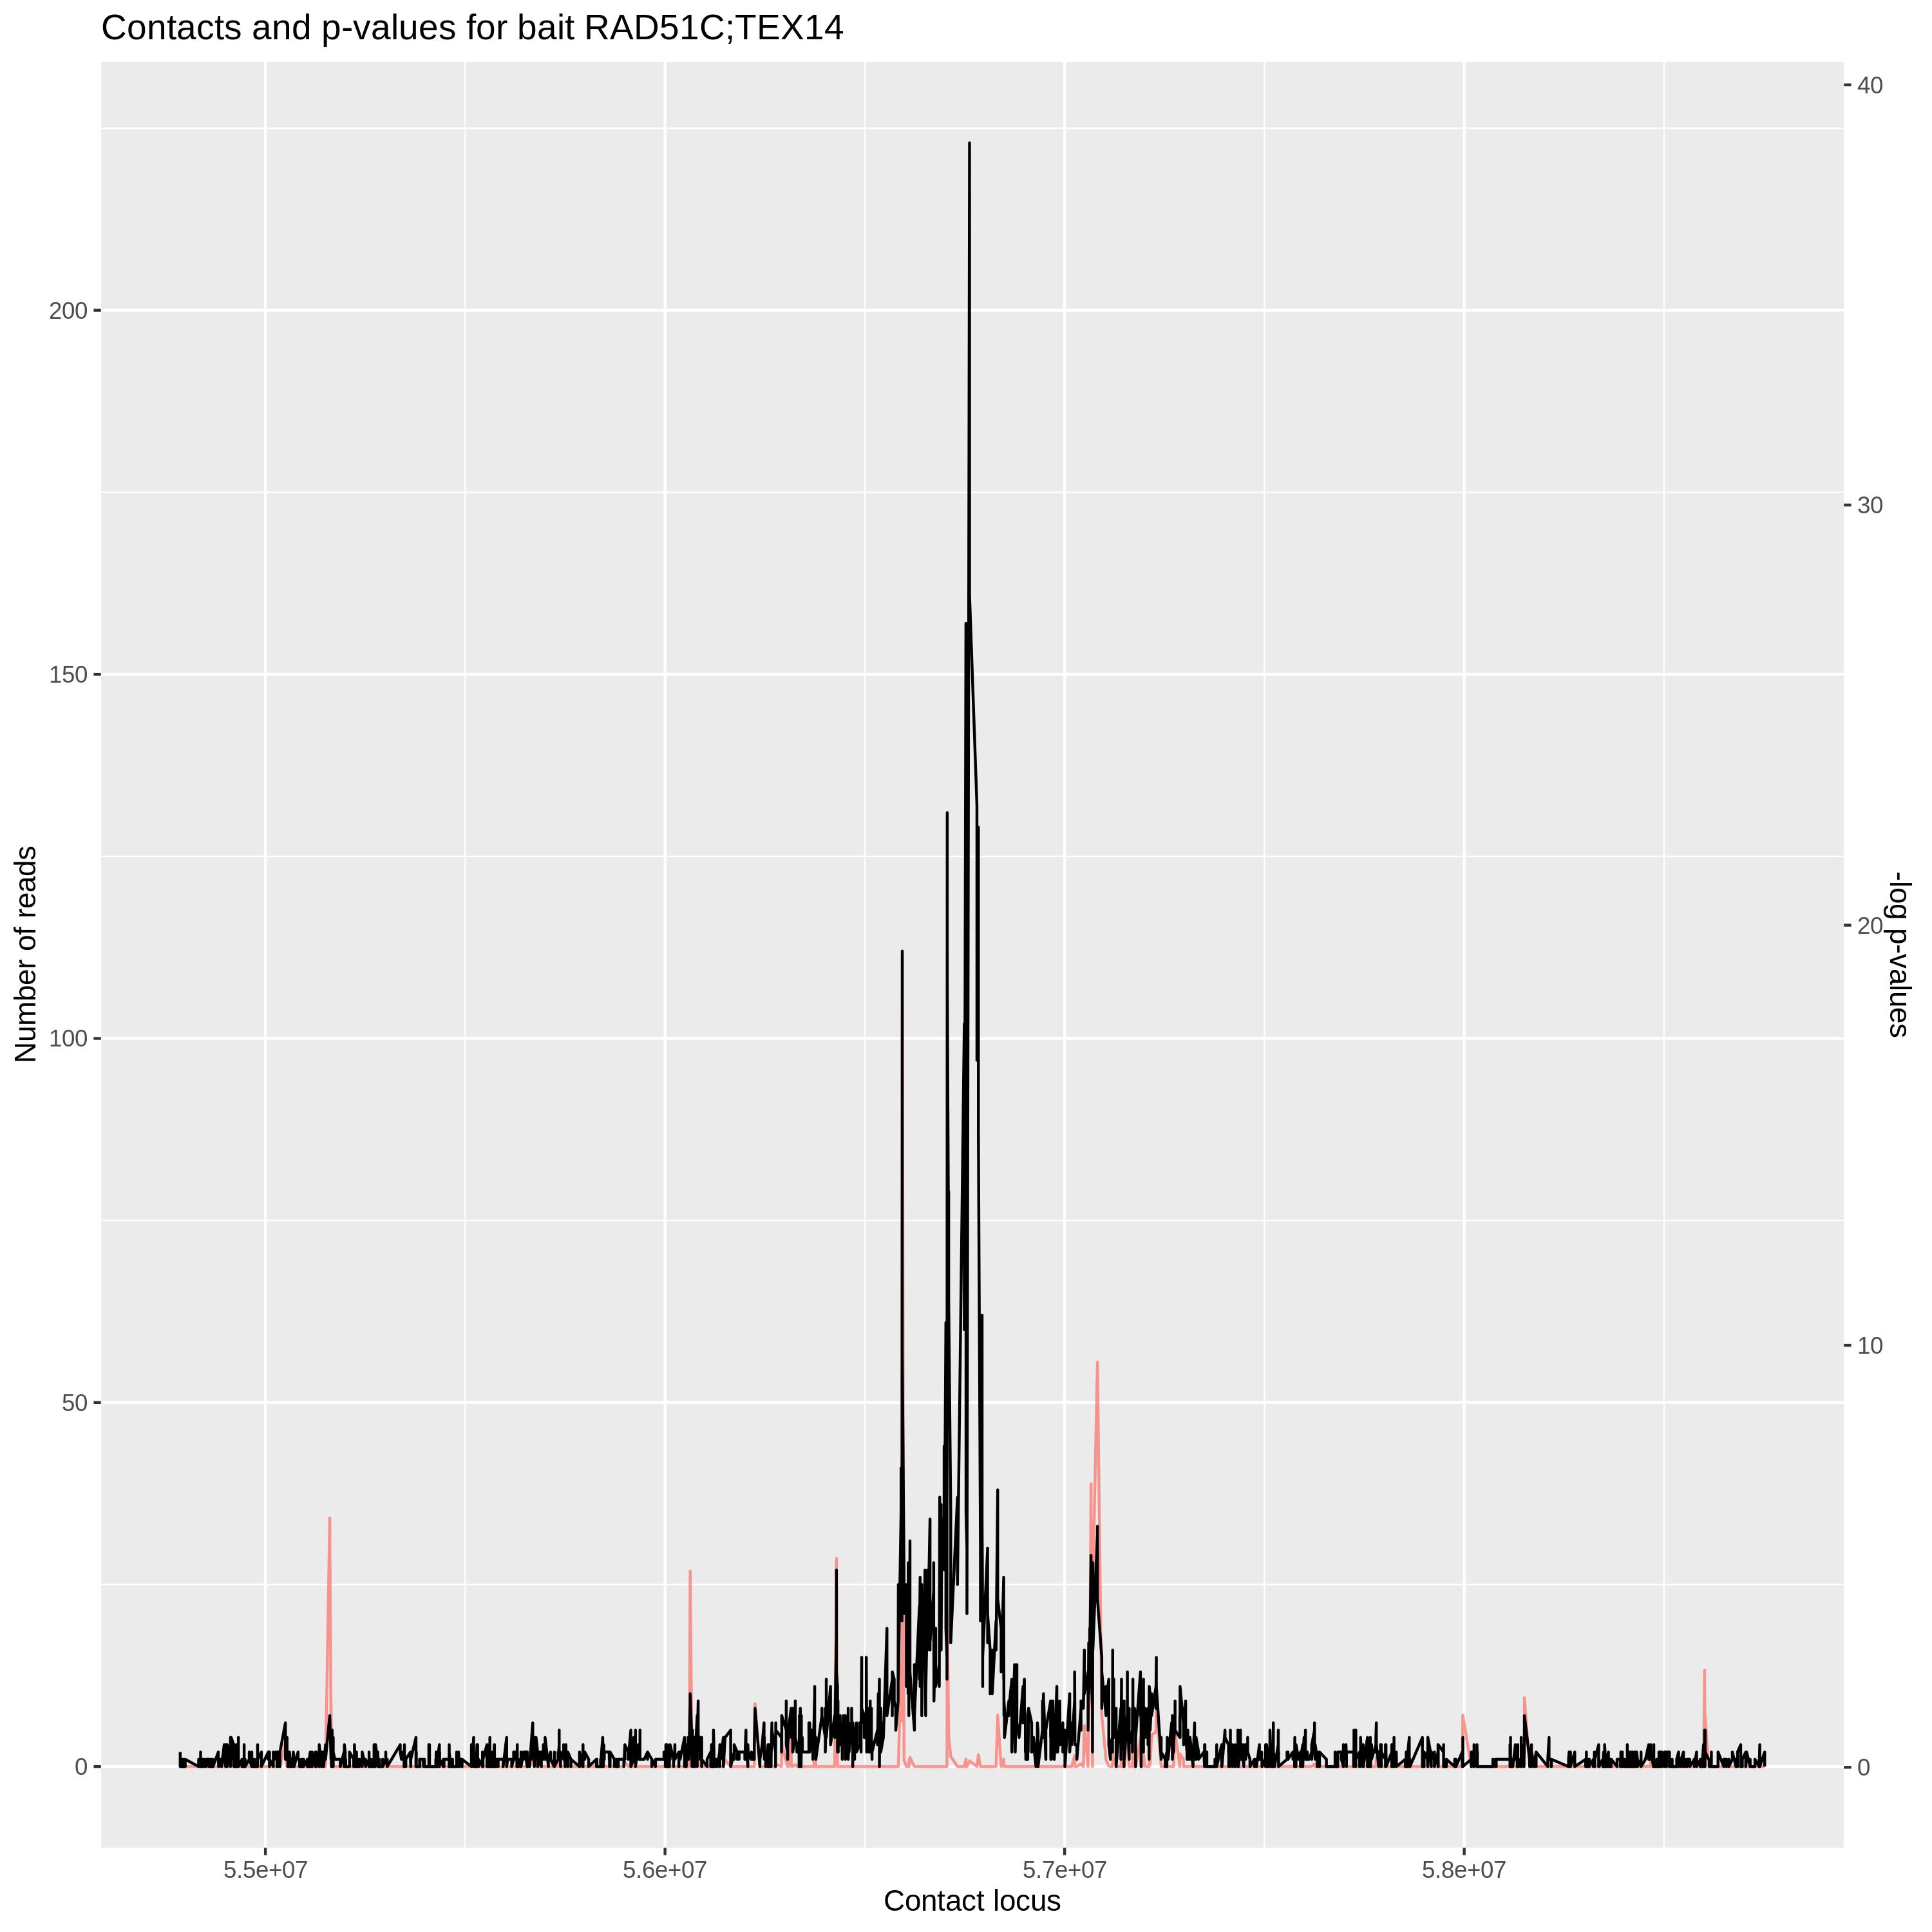 Contacts and p-values for bait RAD51C;TEX14
Number of reads
200
150
100
50
0
40
30
20
10
0
-log p-values
5.5e+07
5.6e+07
5.7e+07
5.8e+07
Contact locus